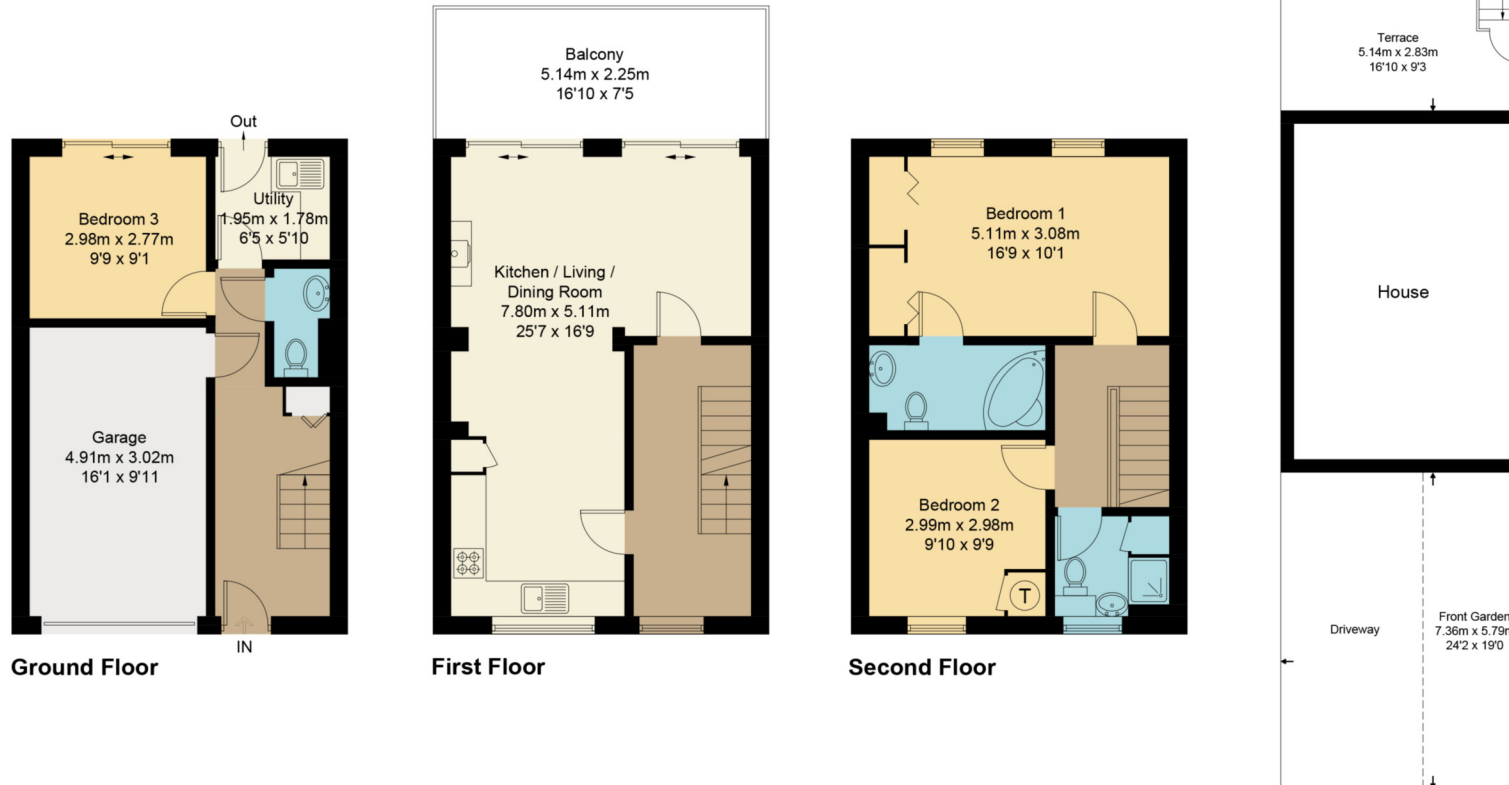 Out
Bedroom 3
2.98m x 2.77m
9'9 x 9'1
Utility
1.95m x 1.78m
6'5 x 5'10
Garage
4.91m x 3.02m
16'1 x 9'11
IN
Ground Floor
Balcony
5.14m x 2.25m
16'10 x 7'5
Kitchen / Living /
Dining Room
7.80m x 5.11m
25'7 x 16'9
First Floor
Bedroom 1
5.11m x 3.08m
16'9 x 10'1
Bedroom 2
2.99m x 2.98m
9'10 x 9'9
T
Second Floor
Terrace
5.14m x 2.83m
16'10 x 9'3
House
Driveway
Front Garden
7.36m x 5.79m
24'2 x 19'0